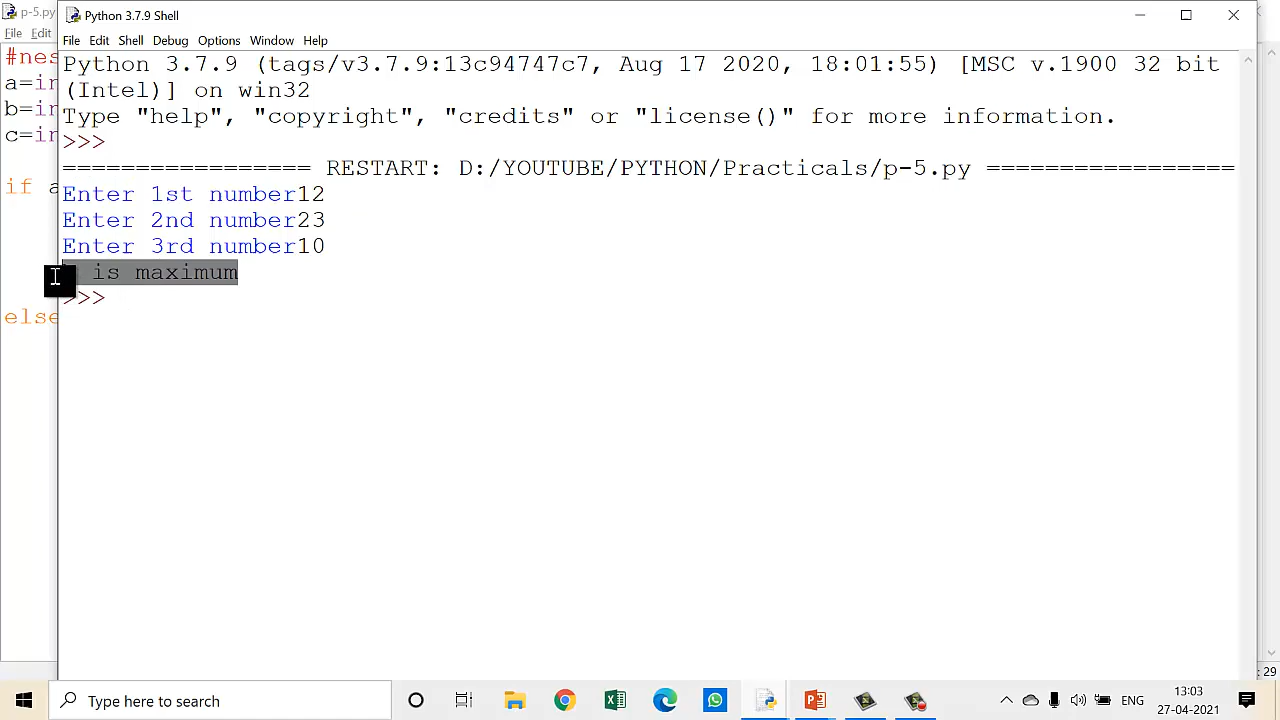 p-5.py
Python 3.7.9 Shell
File Edit
File Edit Shell Debug Options Window Help
#nes
a=in
b=in
c=in
if a
else
Python 3.7.9 (tags/v3.7.9:13c94747c7, Aug 17 2020, 18:01:55) [MSC v.1900 32 bit
(Intel)] on win32
Type "help", "copyright", "credits" or "license()" for more information.
>>>
================= RESTART: D:/YOUTUBE/PYTHON/Practicals/p-5.py =================
Enter 1st number12
Enter 2nd number23
Enter 3rd number10
is maximum
>>>
: 29
Type here to search
ENG
13:03
27-04-2021